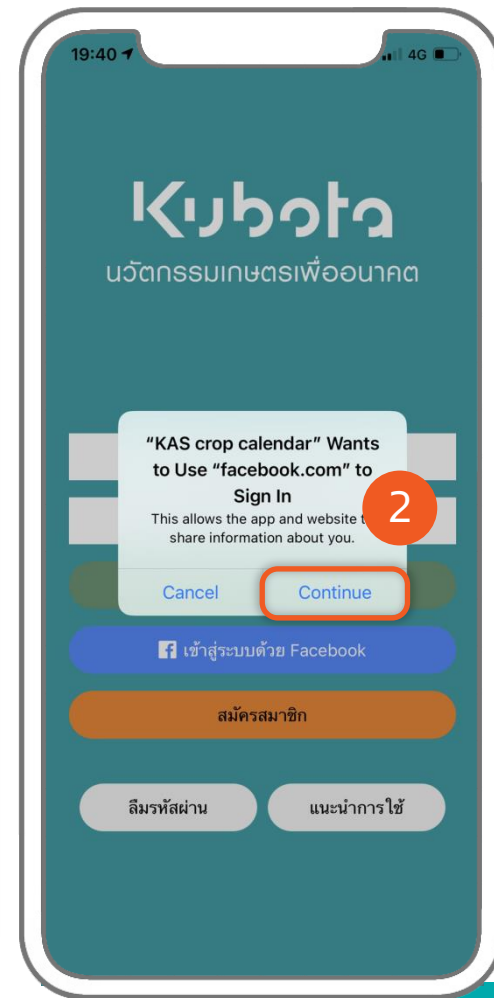 19:40
4G
Kubota
นวัตกรรมเกษตรเพื่ออนาคต
“KAS crop calendar” Wants
to Use “facebook.com” to
Sign In
This allows the app and website
share information about you.
2
Cancel
Continue
เข้าสู่ระบบด้วย Facebook
สมัครสมาชิก
ลืมรหัสผ่าน
แนะนำการใช้